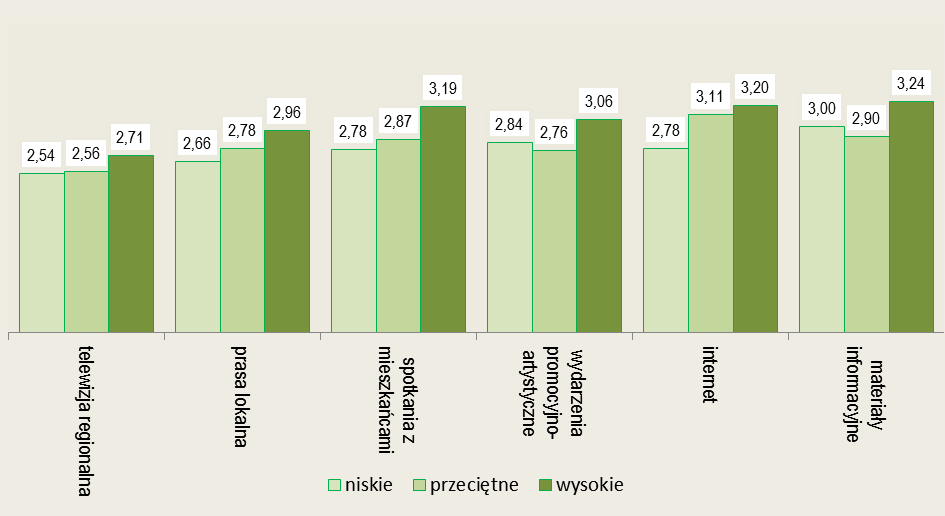 2,54
2,56
2,71
2,66
2,78
2,96
2,78
2,87
3,19
2,84
2,76
3,06
2,78
3,11
3,20
3,00
2,90
3,24
telewizja regionalna
prasa lokalna
spotkania z
mieszkańcami
wydarzenia
promocyjno-
artystyczne
internet
materiały
informacyjne
niskie
przeciętne
wysokie